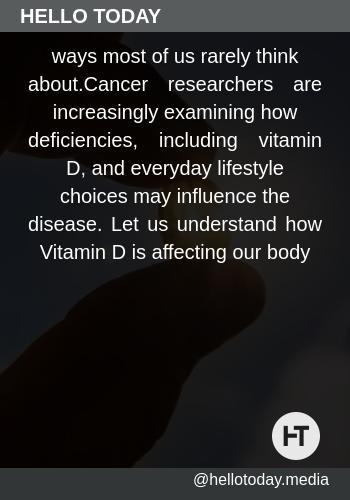 HELLO TODAY
ways most of us rarely think
about.Cancer researchers are
increasingly examining how
deficiencies, including vitamin
D, and everyday lifestyle
choices may influence the
disease. Let us understand how
Vitamin D is affecting our body
HT
@hellotoday.media